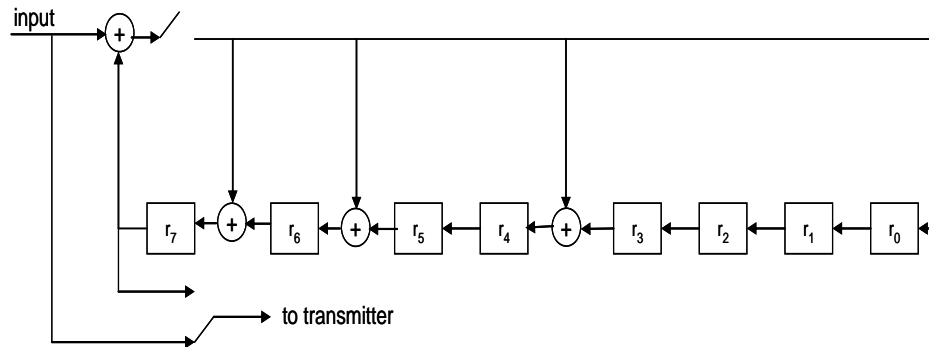 input
+
+ + +
r7 r6 r5 r4 r3 r2 r1 r0
to transmitter